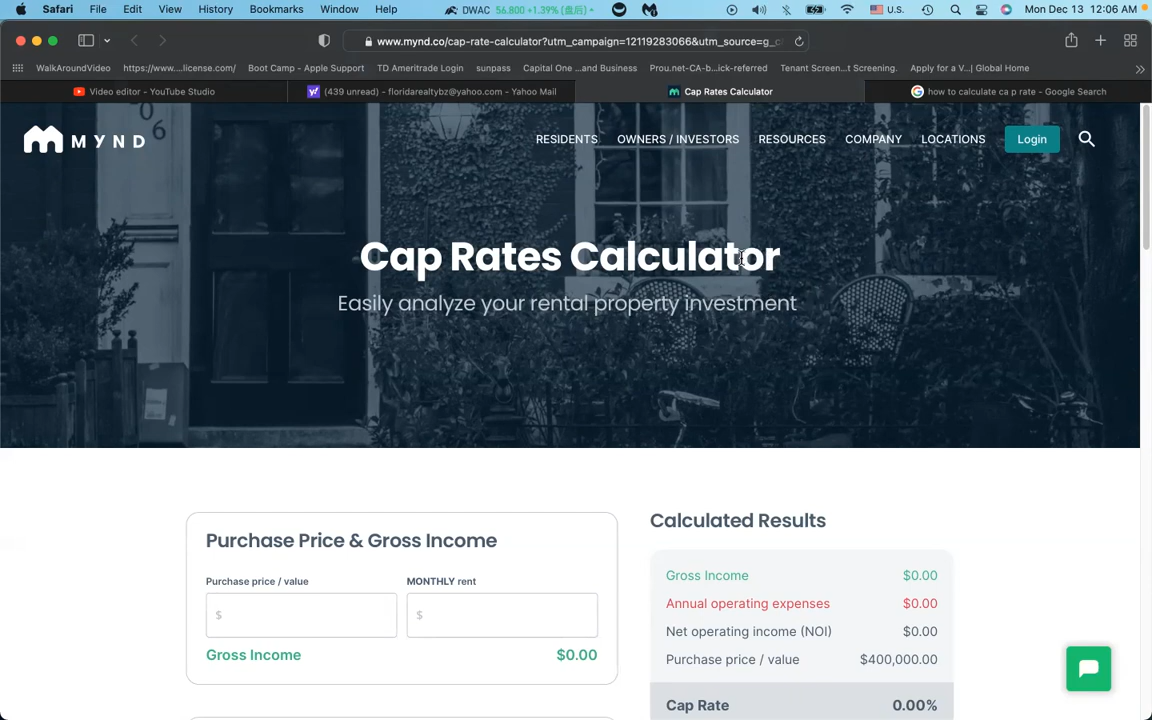 Safari File Edit View History Bookmarks Window Help DWAC 56.800 +1.39% (盘后) U.S. Mon Dec 13 12:06 AM
www.mynd.co/cap-rate-calculator?utm_campaign=12119283066&utm_source=g_c
WalkAroundVideo https://www....license.com/ Boot Camp - Apple Support TD Ameritrade Login sunpass Capital One ...and Business Prou.net-CA-b...ick-referred Tenant Screen...t Screening. Apply for a V...| Global Home
Video editor - YouTube Studio (439 unread) - floridarealtybz@yahoo.com - Yahoo Mail Cap Rates Calculator how to calculate ca p rate - Google Search
MYND RESIDENTS OWNERS / INVESTORS RESOURCES COMPANY LOCATIONS Login
Cap Rates Calculator
Easily analyze your rental property investment
Purchase Price & Gross Income
Purchase price / value MONTHLY rent
$ $
Gross Income $0.00
Calculated Results
Gross Income $0.00
Annual operating expenses $0.00
Net operating income (NOI) $0.00
Purchase price / value $400,000.00
Cap Rate 0.00%